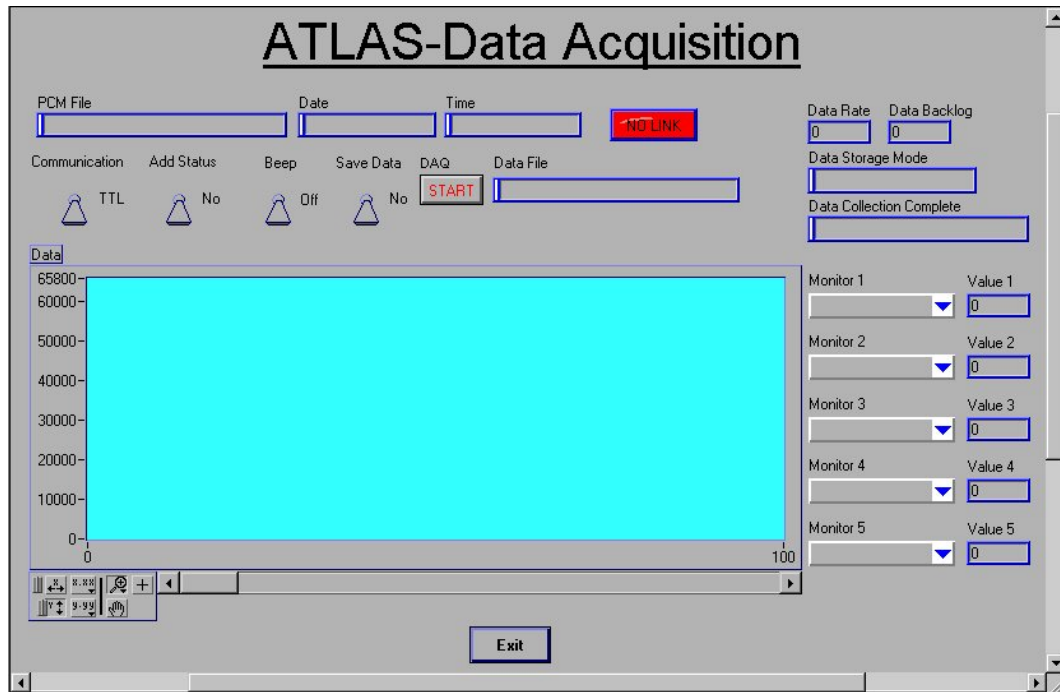 ATLAS-Data Acquisition
PCM File
Date
Time
NO LINK
Data Rate
Data Backlog
0
0
Communication
Add Status
Beep
Save Data
DAQ
Data File
Data Storage Mode
TTL
No
Off
No
START
Data Collection Complete
Data
65800
60000
50000
40000
30000
20000
10000
0
0
100
Monitor 1
Value 1
0
Monitor 2
Value 2
0
Monitor 3
Value 3
0
Monitor 4
Value 4
0
Monitor 5
Value 5
0
X
X.XX
Y
y.yy
Exit